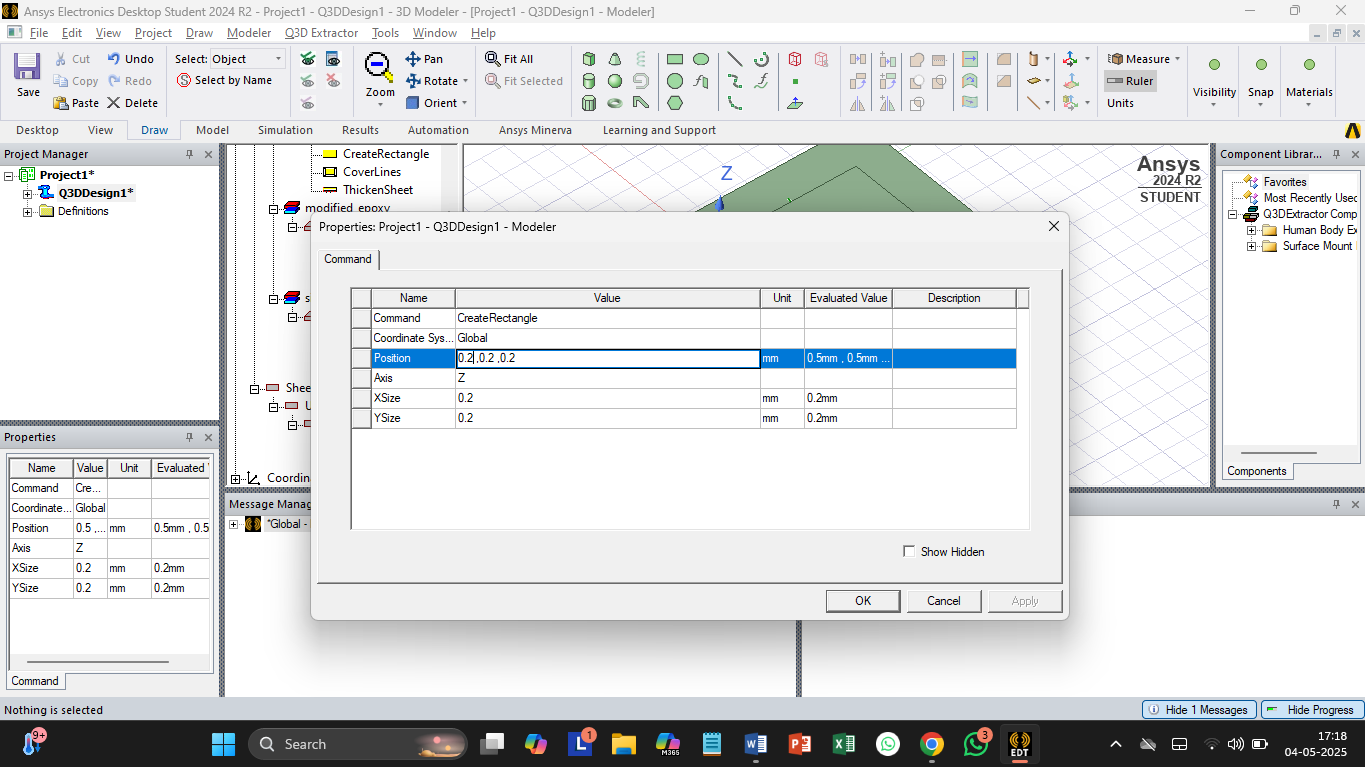 Ansys Electronics Desktop Student 2024 R2 - Project1 - Q3DDesign1 - 3D Modeler - [Project1 - Q3DDesign1 - Modeler]
File Edit View Project Draw Modeler Q3D Extractor Tools Window Help
Save
Cut
Copy
Paste
Undo
Redo
Delete
Select: Object
Select by Name
Zoom
Pan
Rotate
Orient
Fit All
Fit Selected
Measure
Ruler
Units
Visibility
Snap
Materials
Desktop View Draw Model Simulation Results Automation Ansys Minerva Learning and Support
Project Manager
Project1*
Q3DDesign1*
Definitions
CreateRectangle
CoverLines
ThickenSheet
modified_epoxy
s
Shee
U
Coordin
Z
Ansys
2024 R2
STUDENT
Component Librar...
Favorites
Most Recently Used
Q3DExtractor Comp
Human Body Ex
Surface Mount
Components
Properties: Project1 - Q3DDesign1 - Modeler
Command
Name Value Unit Evaluated Value Description
Command CreateRectangle
Coordinate Sys... Global
Position 0.2 ,0.2 ,0.2 mm 0.5mm , 0.5mm ...
Axis Z
XSize 0.2 mm 0.2mm
YSize 0.2 mm 0.2mm
Show Hidden
OK Cancel Apply
Properties
Name Value Unit Evaluated
Command Cre...
Coordinate... Global
Position 0.5 ,... mm 0.5mm , 0.5
Axis Z
XSize 0.2 mm 0.2mm
YSize 0.2 mm 0.2mm
Command
Message Manag
*Global -
Nothing is selected
Hide 1 Messages
Hide Progress
9+
Search
1
M365
3
EDT
17:18
04-05-2025